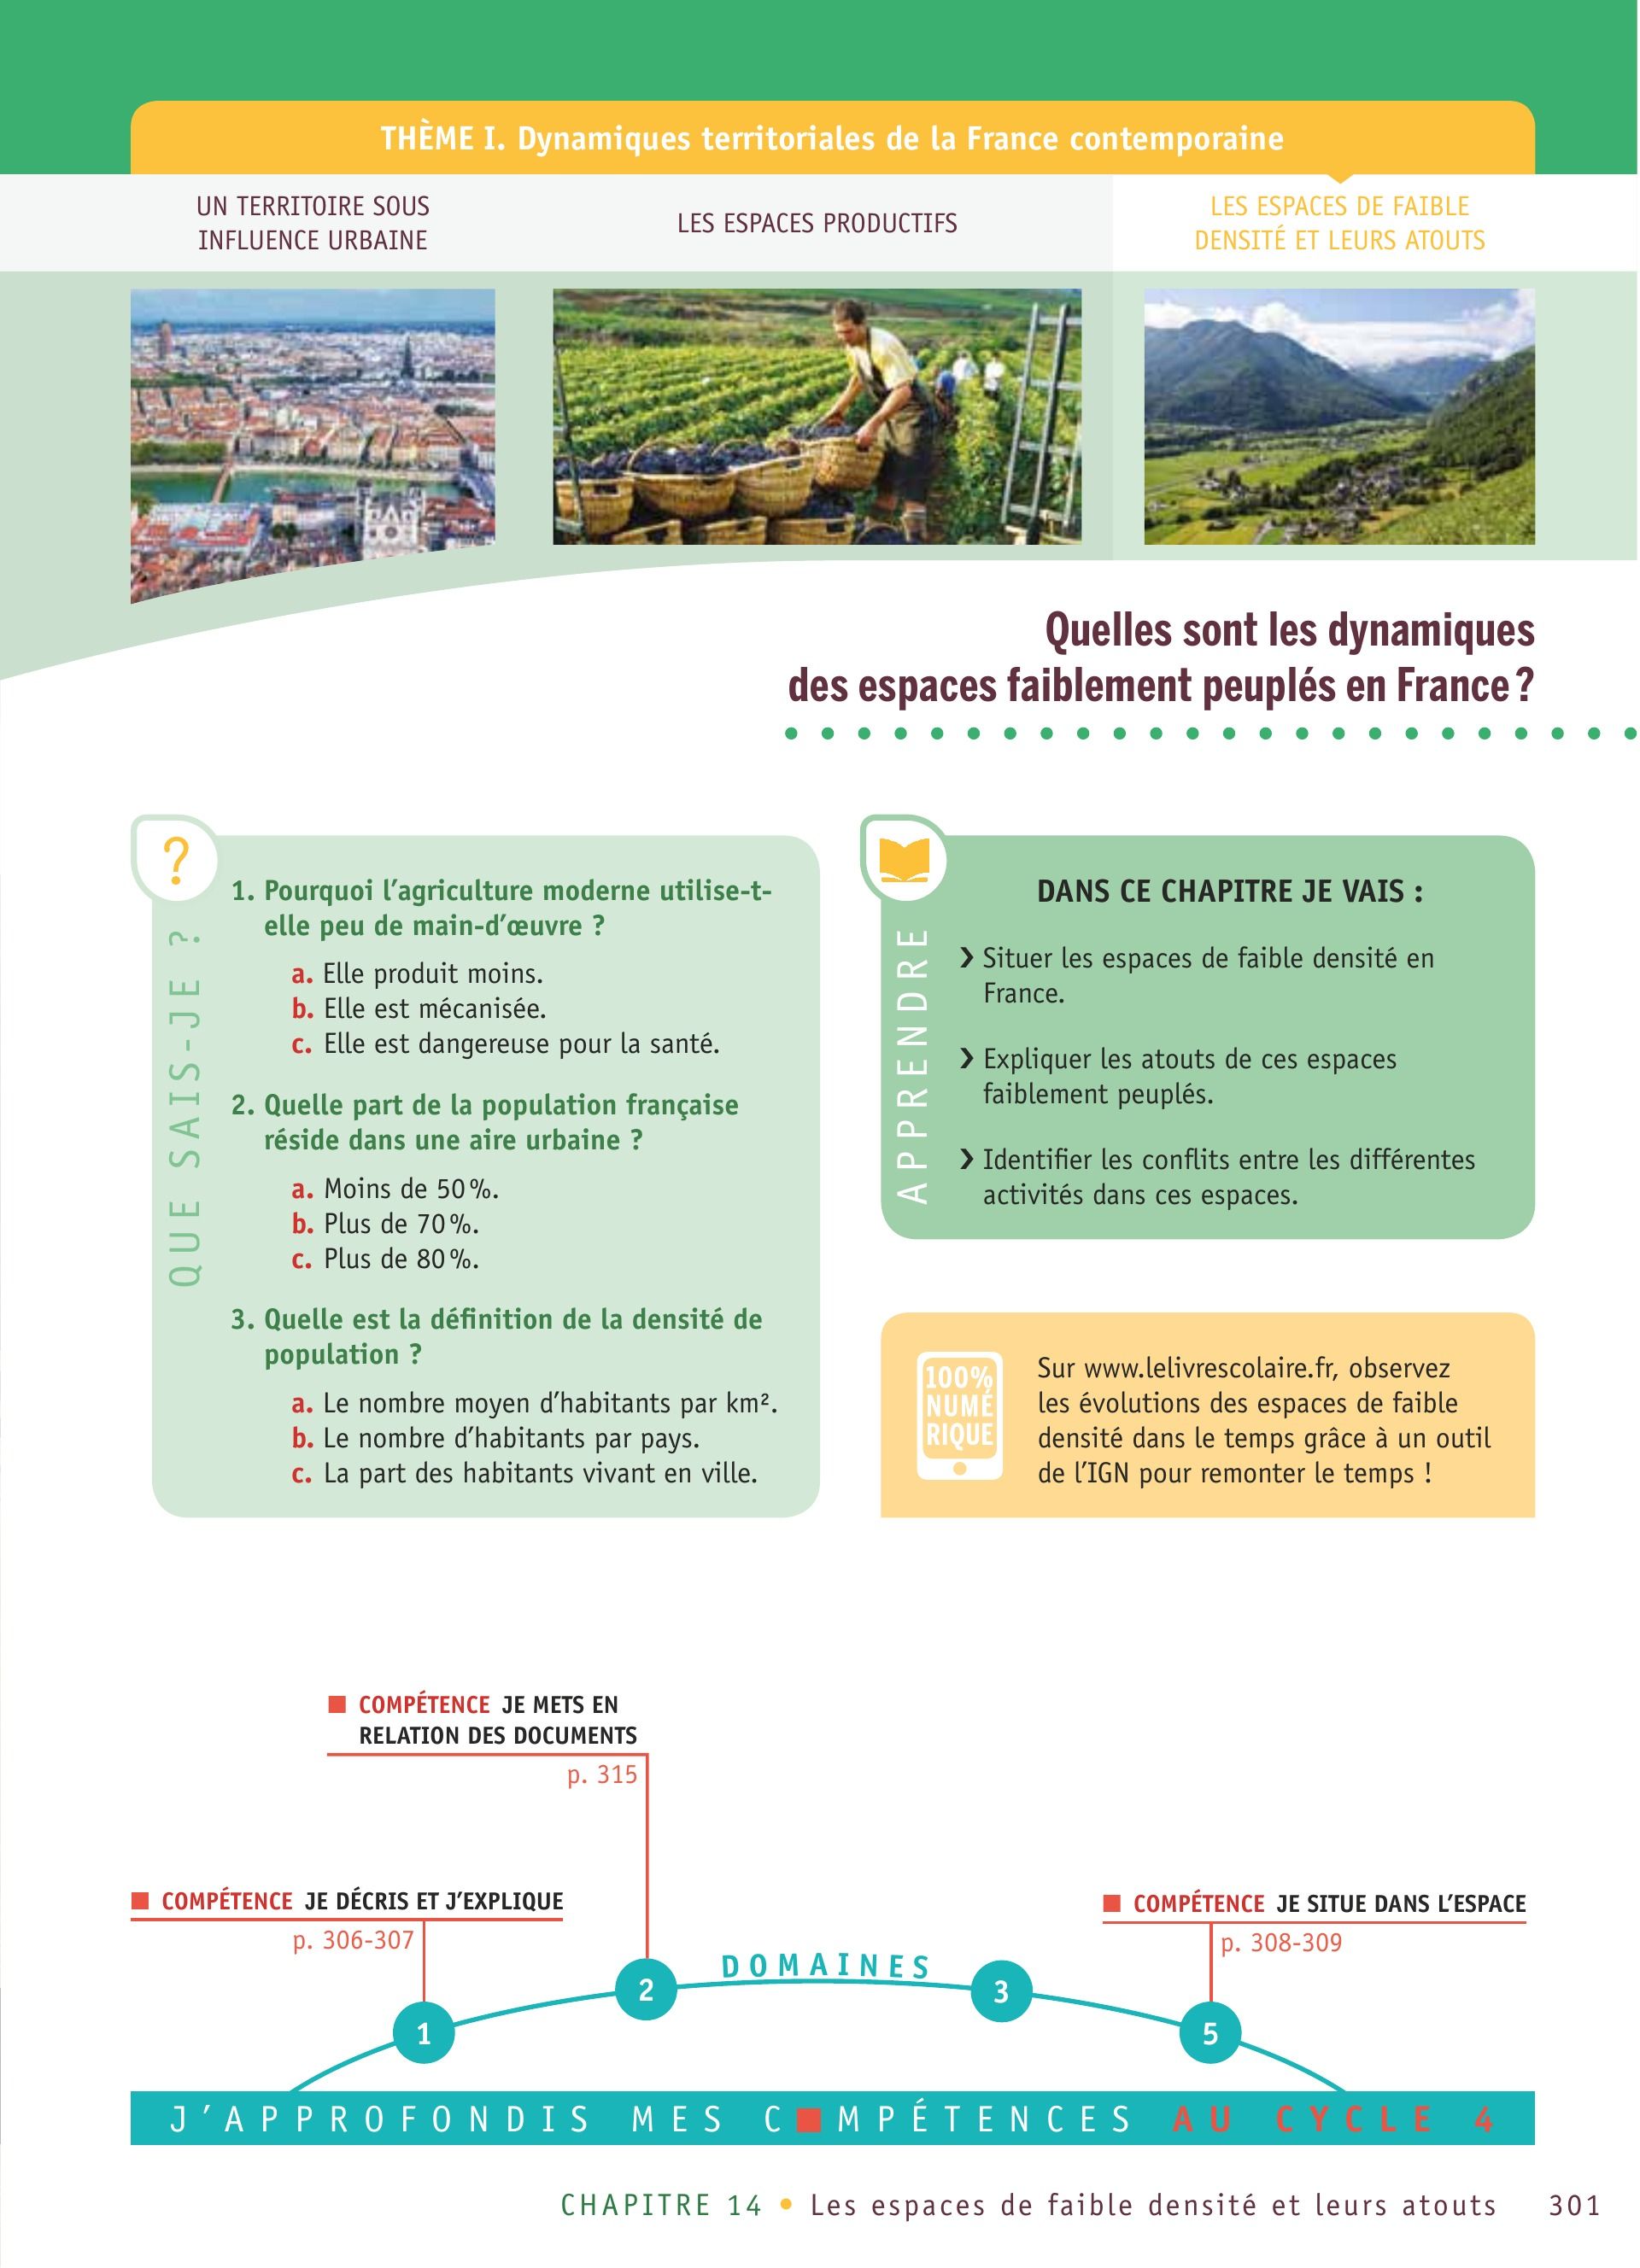 THÈME I. Dynamiques territoriales de la France contemporaine
UN TERRITOIRE SOUS
INFLUENCE URBAINE
LES ESPACES PRODUCTIFS
LES ESPACES DE FAIBLE
DENSITÉ ET LEURS ATOUTS
Quelles sont les dynamiques
des espaces faiblement peuplés en France ?
?
QUE SAIS-JE ?
1. Pourquoi l’agriculture moderne utilise-t-
elle peu de main-d’œuvre ?
a. Elle produit moins.
b. Elle est mécanisée.
c. Elle est dangereuse pour la santé.
2. Quelle part de la population française
réside dans une aire urbaine ?
a. Moins de 50 %.
b. Plus de 70 %.
c. Plus de 80 %.
3. Quelle est la définition de la densité de
population ?
a. Le nombre moyen d’habitants par km².
b. Le nombre d’habitants par pays.
c. La part des habitants vivant en ville.
APPRENDRE
DANS CE CHAPITRE JE VAIS :
❯ Situer les espaces de faible densité en
France.
❯ Expliquer les atouts de ces espaces
faiblement peuplés.
❯ Identifier les conflits entre les différentes
activités dans ces espaces.
100%
NUMÉ
RIQUE
Sur www.lelivrescolaire.fr, observez
les évolutions des espaces de faible
densité dans le temps grâce à un outil
de l’IGN pour remonter le temps !
■ COMPÉTENCE JE METS EN
RELATION DES DOCUMENTS
p. 315
■ COMPÉTENCE JE DÉCRIS ET J’EXPLIQUE
p. 306-307
■ COMPÉTENCE JE SITUE DANS L’ESPACE
p. 308-309
DOMAINES
1
2
3
5
J’APPROFONDIS MES C■MPÉTENCES AU CYCLE 4
CHAPITRE 14 • Les espaces de faible densité et leurs atouts 301